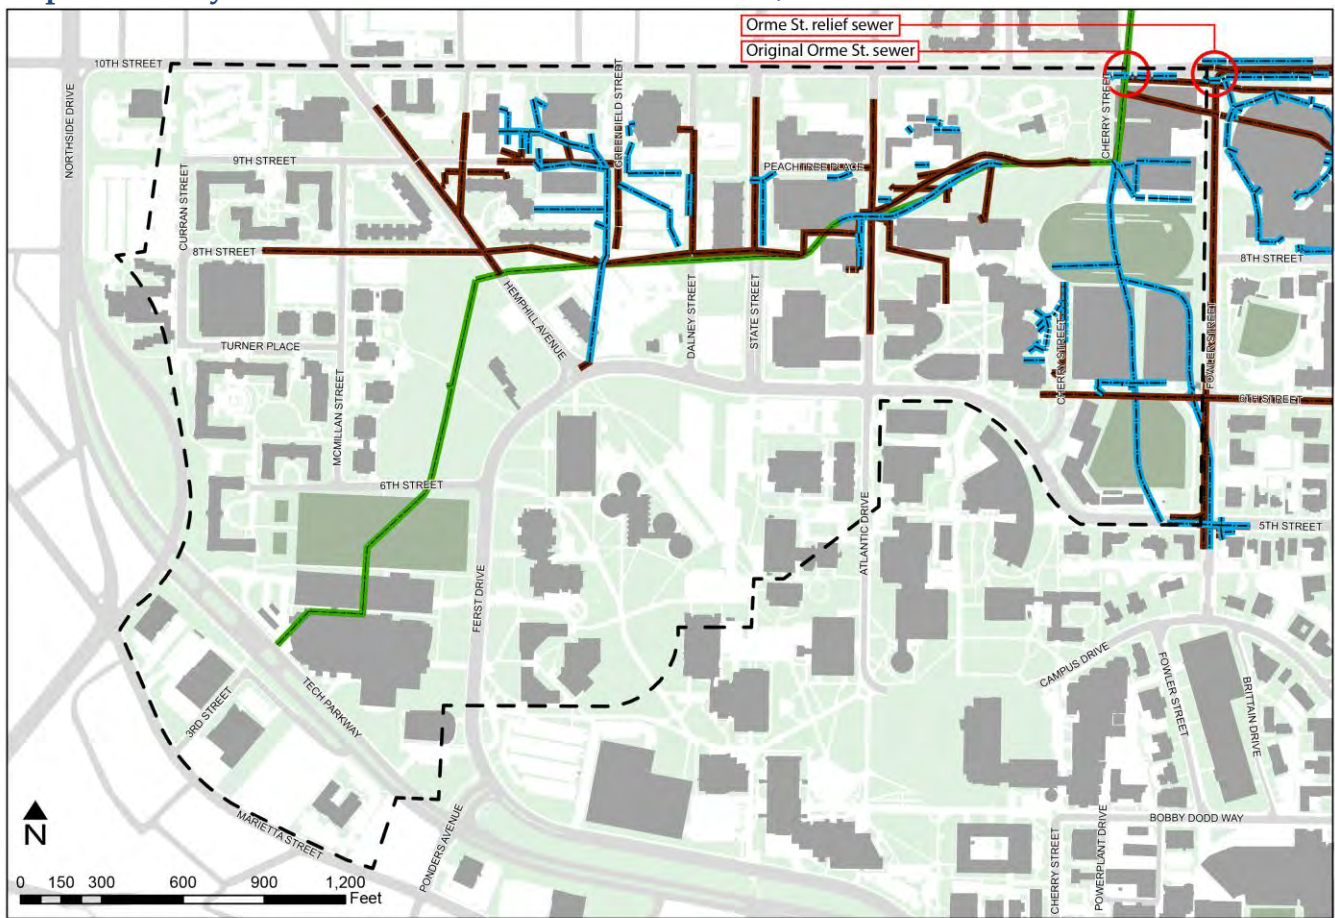 Orme St. relief sewer
Original Orme St. sewer
10TH STREET
NORTHSIDE DRIVE
GREENFIELD STREET
CHERRY STREET
9TH STREET
PEACHTREE PLACE
CURRAN STREET
8TH STREET
8TH STREET
HEMPHILL AVENUE
DALNEY STREET
STATE STREET
TURNER PLACE
MCMILLAN STREET
CHERRY STREET
FOWLER STREET
6TH STREET
6TH STREET
5TH STREET
ATLANTIC DRIVE
FERST DRIVE
CAMPUS DRIVE
FOWLER STREET
BRITTAIN DRIVE
3RD STREET
TECH PARKWAY
MARIETTA STREET
PONDERS AVENUE
BOBBY DODD WAY
CHERRY STREET
POWERPLANT DRIVE
N
0 150 300 600 900 1,200
Feet